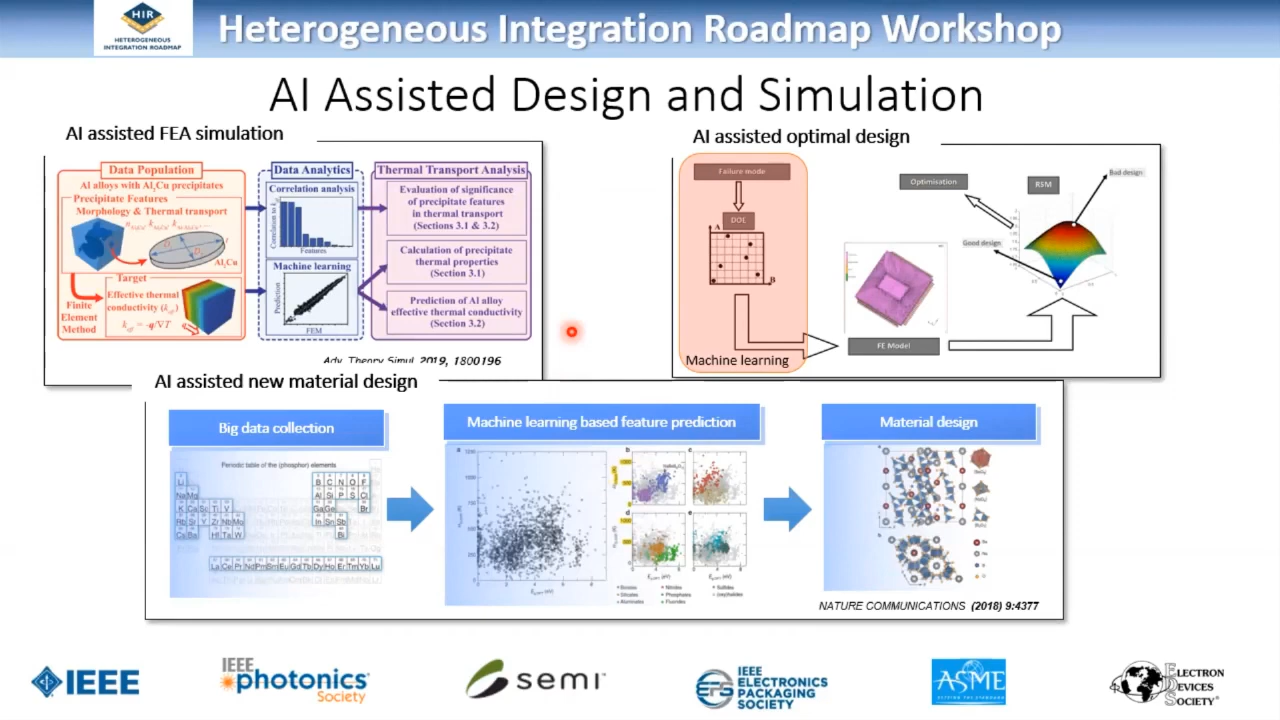 HIR
HETEROGENEOUS
INTEGRATION ROADMAP
Heterogeneous Integration Roadmap Workshop
AI Assisted Design and Simulation
AI assisted FEA simulation
Data Population
Al alloys with Al₂Cu precipitates
Precipitate Features
Morphology & Thermal transport
Al₂Cu
Target
Effective thermal
conductivity (k_eff)
k_eff = -q/∇T
Finite
Element
Method
Data Analytics
Correlation analysis
Features
Machine learning
Prediction
FEM
Thermal Transport Analysis
Evaluation of significance
of precipitate features
in thermal transport
(Sections 3.1 & 3.2)
Calculation of precipitate
thermal properties
(Section 3.1)
Prediction of Al alloy
effective thermal conductivity
(Section 3.2)
Adv. Theory Simul. 2019, 1800196
AI assisted optimal design
Failure mode
DOE
A
B
Machine learning
FE Model
Optimisation
RSM
Bad design
Good design
AI assisted new material design
Big data collection
Periodic table of the (phosphor) elements
Machine learning based feature prediction
Material design
NATURE COMMUNICATIONS (2018) 9:4377
IEEE
IEEE
photonics
Society
semi
EPS
IEEE
ELECTRONICS
PACKAGING
SOCIETY
ASME
SETTING THE STANDARD
ELECTRON
DEVICES
SOCIETY